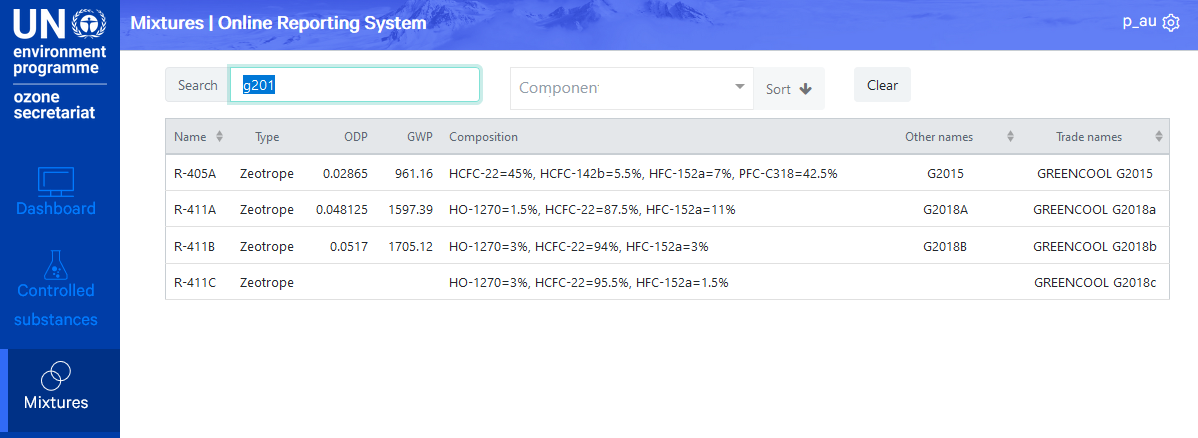 UN
environment
programme
ozone
secretariat
Dashboard
Controlled
substances
Mixtures
Mixtures | Online Reporting System
p_au
Search g201 Component Sort Clear
Name Type ODP GWP Composition Other names Trade names
R-405A Zeotrope 0.02865 961.16 HCFC-22=45%, HCFC-142b=5.5%, HFC-152a=7%, PFC-C318=42.5% G2015 GREENCOOL G2015
R-411A Zeotrope 0.048125 1597.39 HO-1270=1.5%, HCFC-22=87.5%, HFC-152a=11% G2018A GREENCOOL G2018a
R-411B Zeotrope 0.0517 1705.12 HO-1270=3%, HCFC-22=94%, HFC-152a=3% G2018B GREENCOOL G2018b
R-411C Zeotrope HO-1270=3%, HCFC-22=95.5%, HFC-152a=1.5% GREENCOOL G2018c